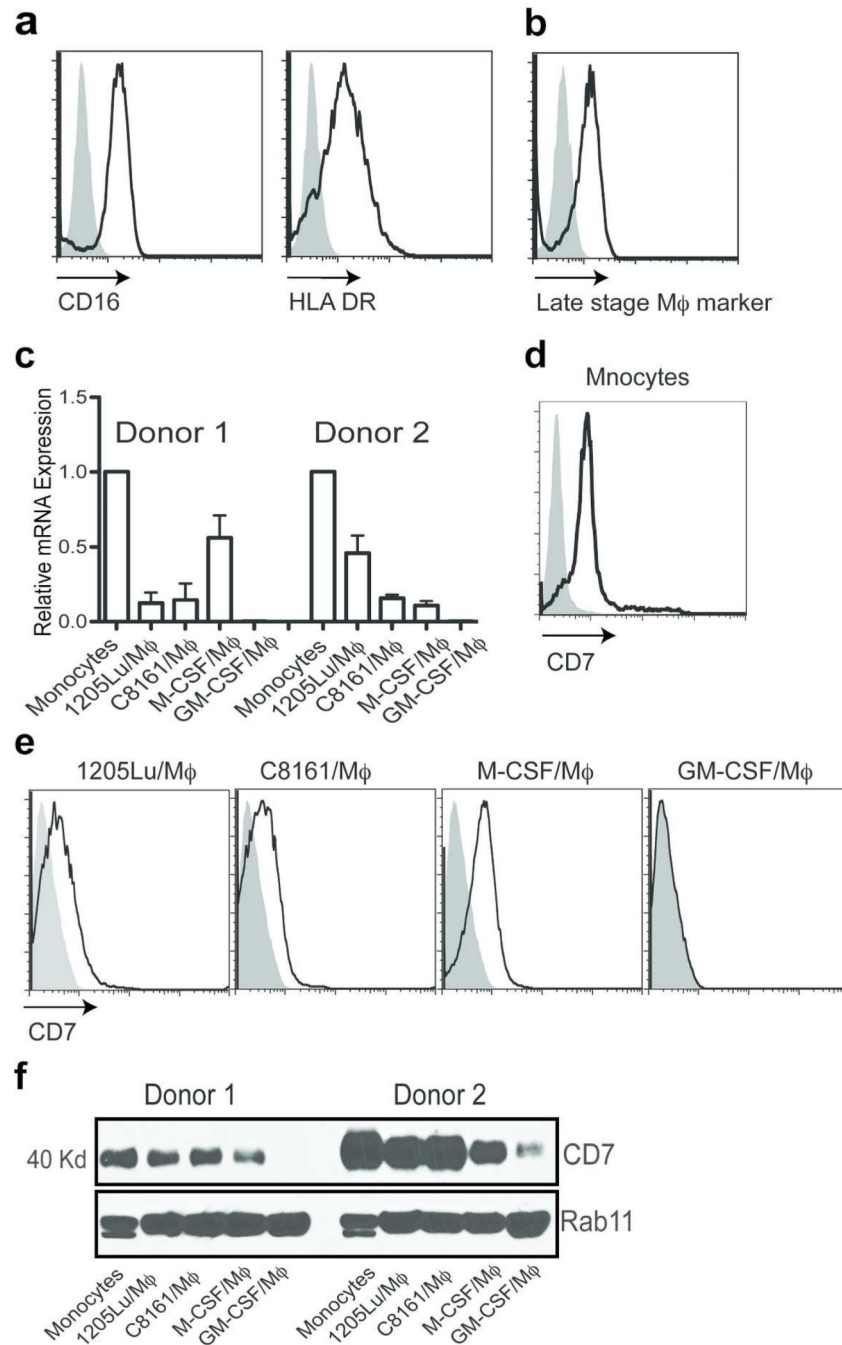 a
b
CD16
HLA DR
Late stage Mϕ marker
c
d
Relative mRNA Expression
1.5
1.0
0.5
0.0
Donor 1
Donor 2
Monocytes
1205Lu/Mϕ
C8161/Mϕ
M-CSF/Mϕ
GM-CSF/Mϕ
Monocytes
1205Lu/Mϕ
C8161/Mϕ
M-CSF/Mϕ
GM-CSF/Mϕ
Mnocytes
CD7
e
1205Lu/Mϕ
C8161/Mϕ
M-CSF/Mϕ
GM-CSF/Mϕ
CD7
f
Donor 1
Donor 2
40 Kd
CD7
Rab11
Monocytes
1205Lu/Mϕ
C8161/Mϕ
M-CSF/Mϕ
GM-CSF/Mϕ
Monocytes
1205Lu/Mϕ
C8161/Mϕ
M-CSF/Mϕ
GM-CSF/Mϕ